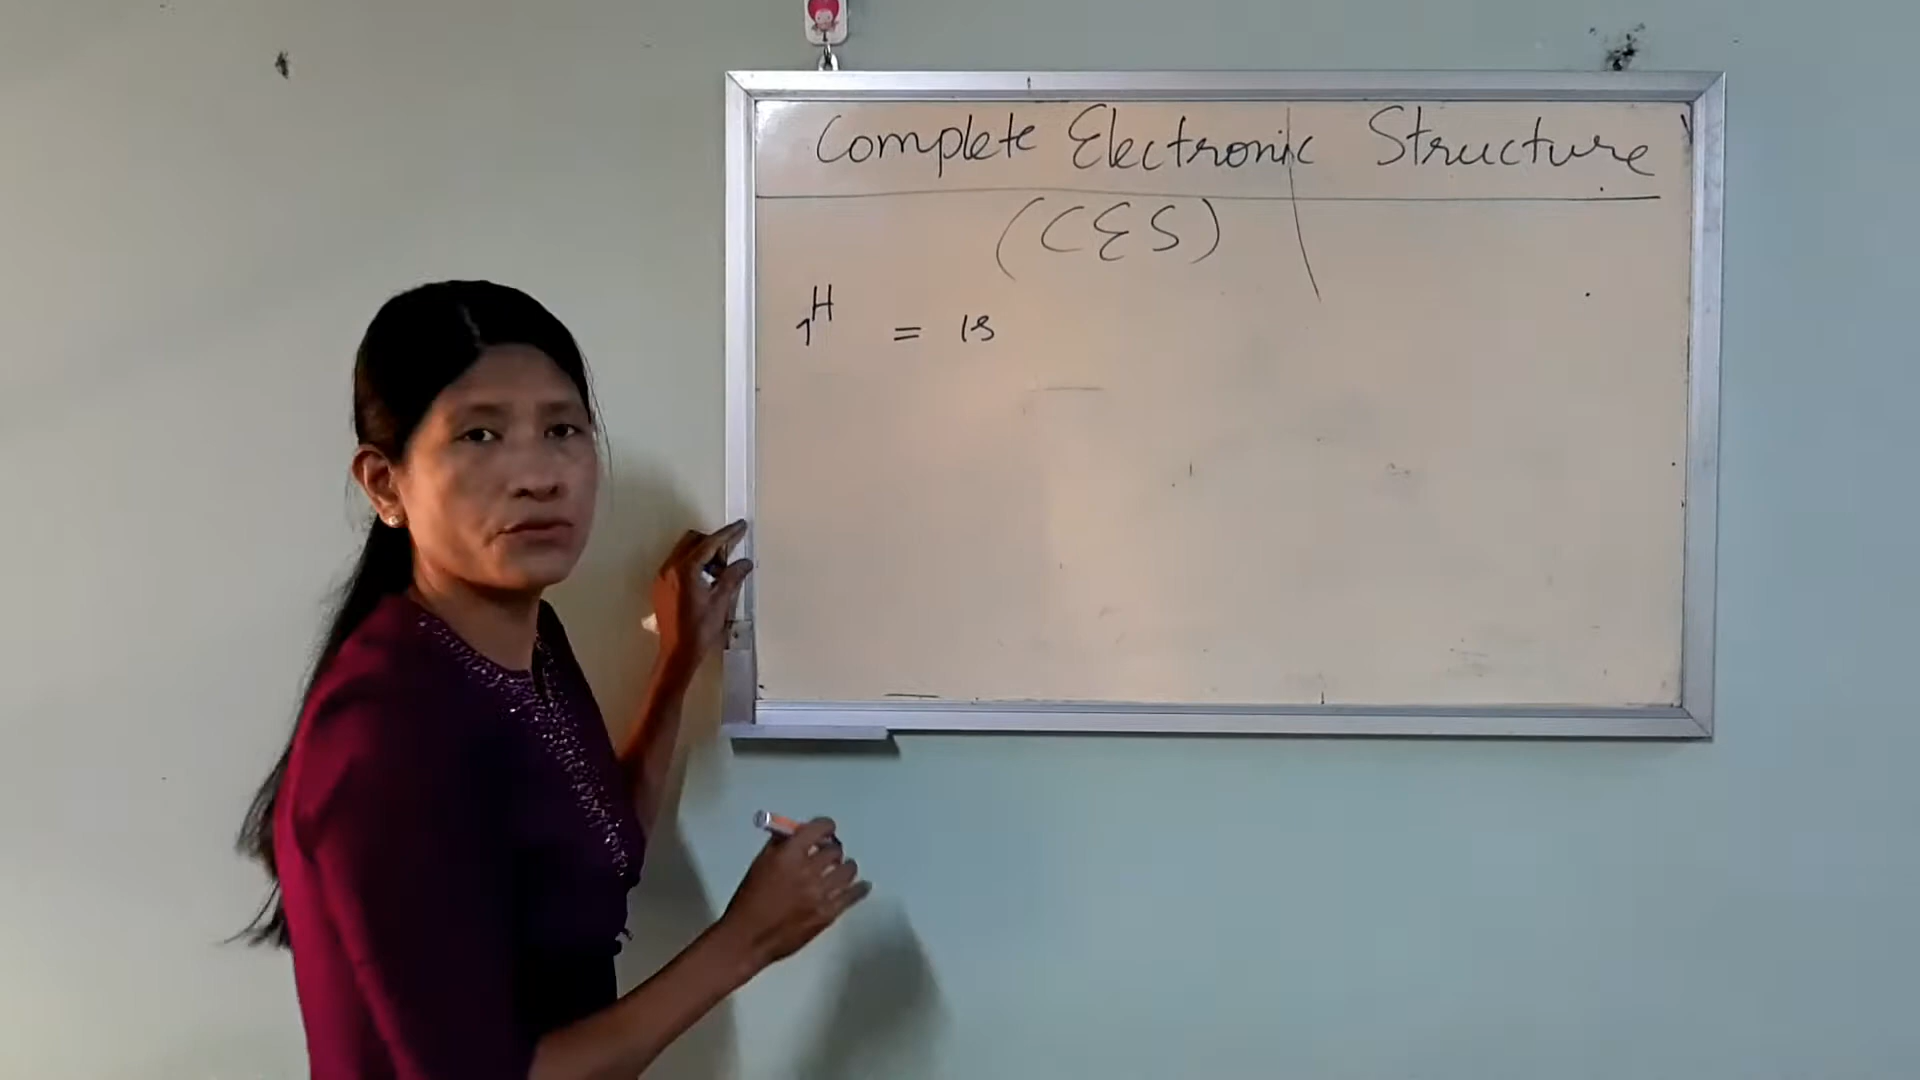 Complete Electronic Structure
(CES)
₁H = 1s